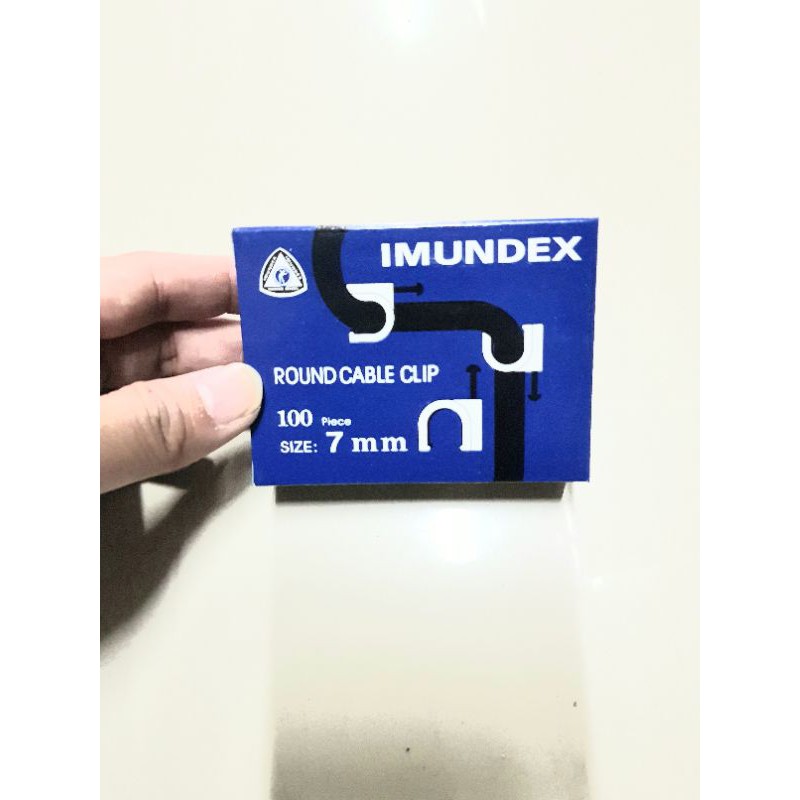 IMUNDEX
ROUND CABLE CLIP
100 Piece
SIZE: 7 mm